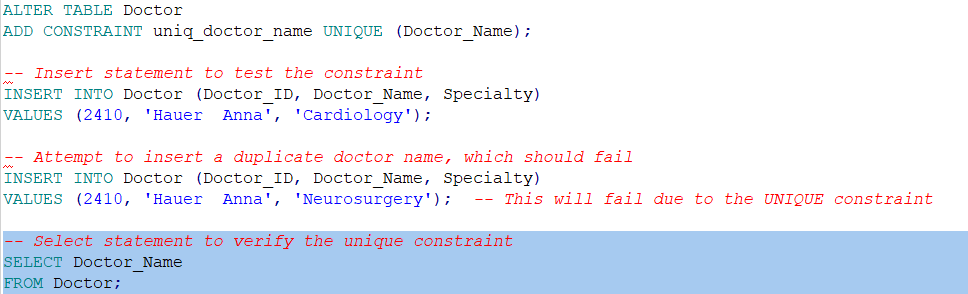 ALTER TABLE Doctor
ADD CONSTRAINT uniq_doctor_name UNIQUE (Doctor_Name);
-- Insert statement to test the constraint
INSERT INTO Doctor (Doctor_ID, Doctor_Name, Specialty)
VALUES (2410, 'Hauer  Anna', 'Cardiology');
-- Attempt to insert a duplicate doctor name, which should fail
INSERT INTO Doctor (Doctor_ID, Doctor_Name, Specialty)
VALUES (2410, 'Hauer  Anna', 'Neurosurgery');  -- This will fail due to the UNIQUE constraint
-- Select statement to verify the unique constraint
SELECT Doctor_Name
FROM Doctor;